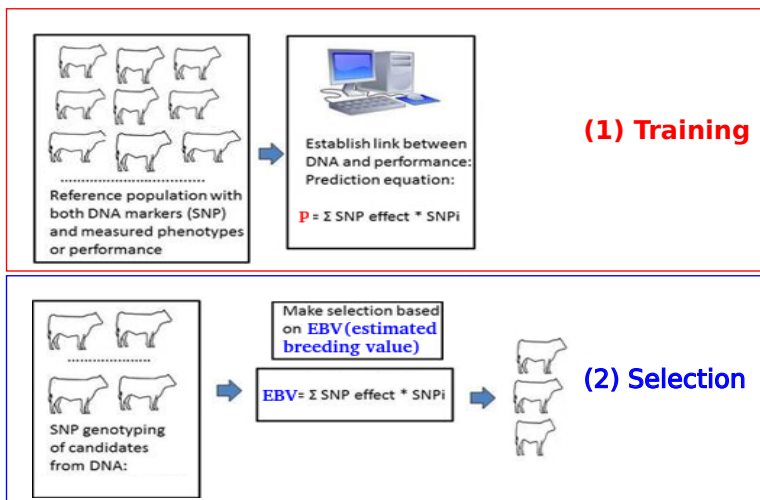 Reference population with
both DNA markers (SNP)
and measured phenotypes
or performance
Establish link between
DNA and performance:
Prediction equation:
P = Σ SNP effect * SNPi
(1) Training
SNP genotyping
of candidates
from DNA:
Make selection based
on EBV(estimated
breeding value)
EBV= Σ SNP effect * SNPi
(2) Selection